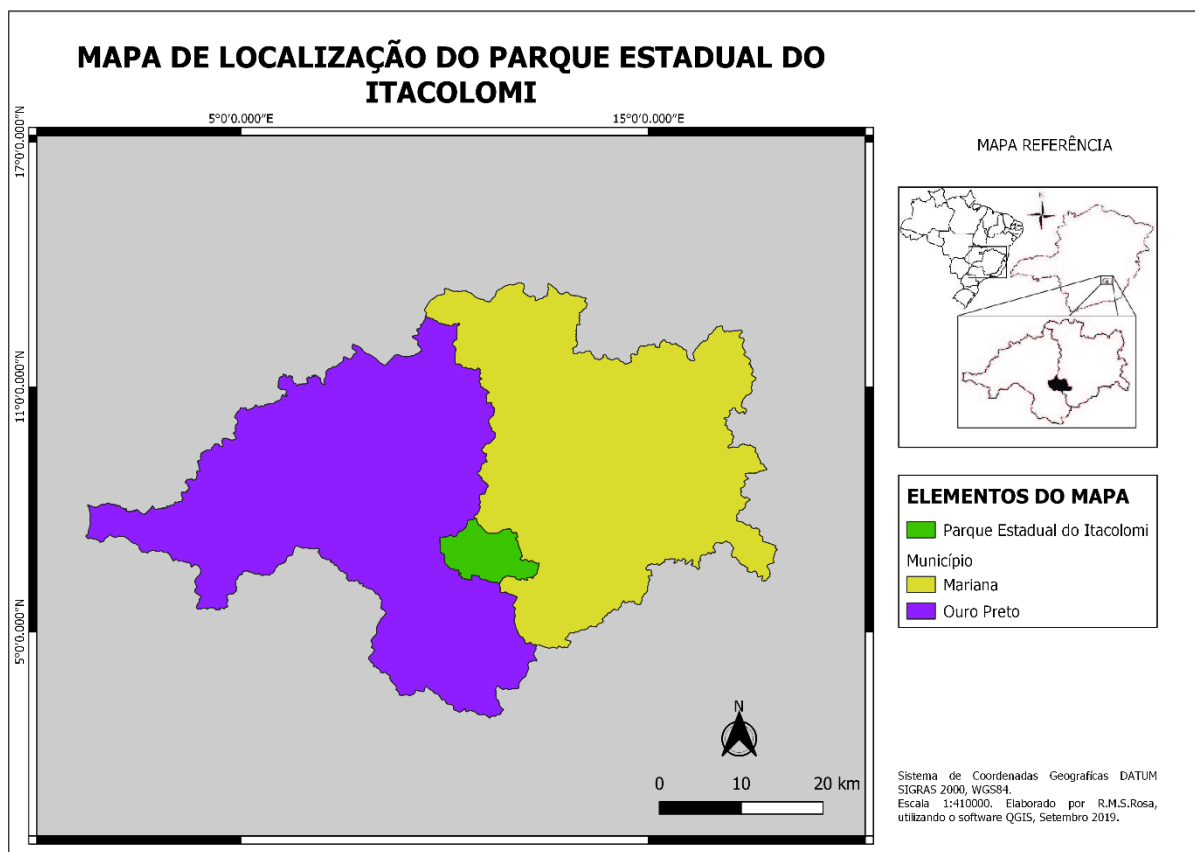 MAPA DE LOCALIZAÇÃO DO PARQUE ESTADUAL DO
ITACOLOMI
5°0'0.000"E
15°0'0.000"E
17°0'0.000"N
11°0'0.000"N
5°0'0.000"N
N
0 10 20 km
MAPA REFERÊNCIA
ELEMENTOS DO MAPA
Parque Estadual do Itacolomi
Município
Mariana
Ouro Preto
Sistema de Coordenadas Geografícas DATUM
SIGRAS 2000, WGS84.
Escala 1:410000. Elaborado por R.M.S.Rosa,
utilizando o software QGIS, Setembro 2019.